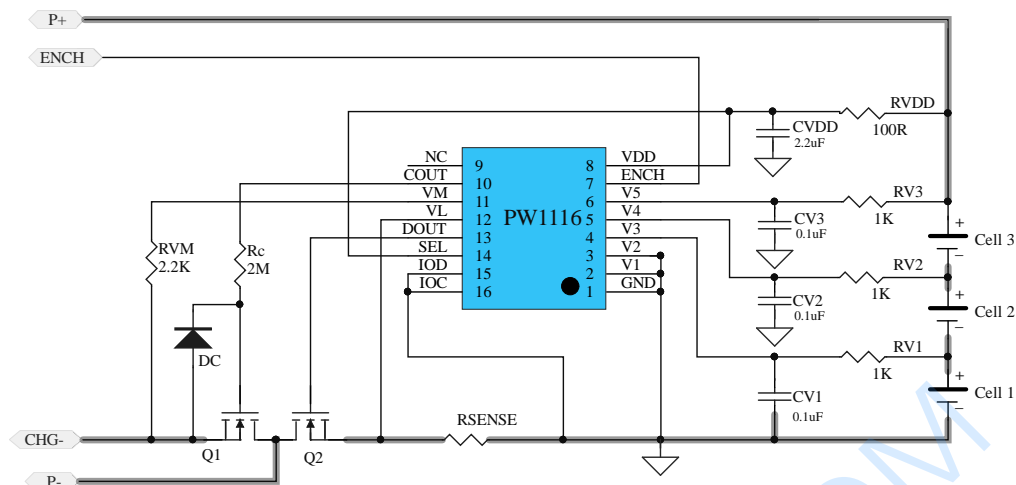 P+
ENCH
RVDD
100R
CVDD
2.2uF
NC 9 8 VDD
COUT 10 7 ENCH
VM 11 6 V5
VL 12 5 V4
DOUT 13 4 V3
SEL 14 3 V2
IOD 15 2 V1
IOC 16 1 GND
PW1116
RV3
1K
CV3
0.1uF
+
Cell 3
−
RVM
2.2K
Rc
2M
RV2
1K
CV2
0.1uF
+
Cell 2
−
DC
RV1
1K
CV1
0.1uF
+
Cell 1
−
RSENSE
CHG-
Q1
Q2
P-